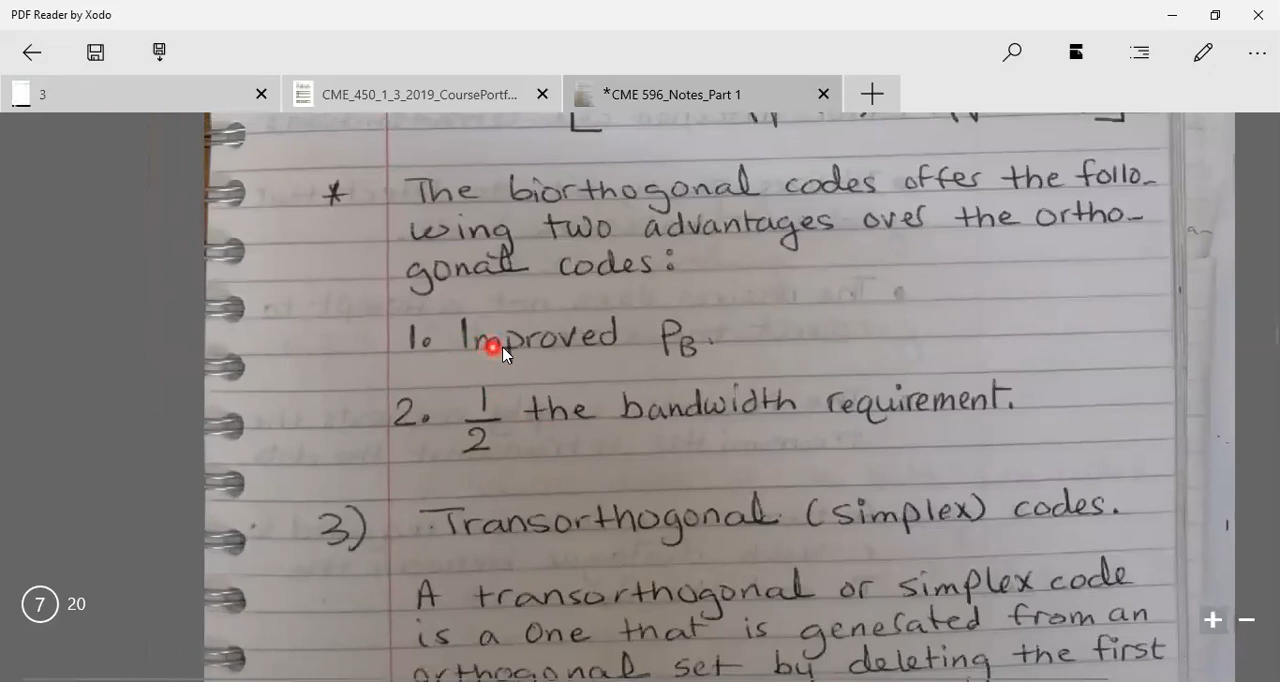 PDF Reader by Xodo
3
CME_450_1_3_2019_CoursePortf...
*CME 596_Notes_Part 1
* The biorthogonal codes offer the follo-
wing two advantages over the ortho-
gonal codes:
1. Improved PB.
2. 1/2 the bandwidth requirement.
3) Transorthogonal (simplex) codes.
A transorthogonal or simplex code
is a one that is generated from an
orthogonal set by deleting the first
7 20